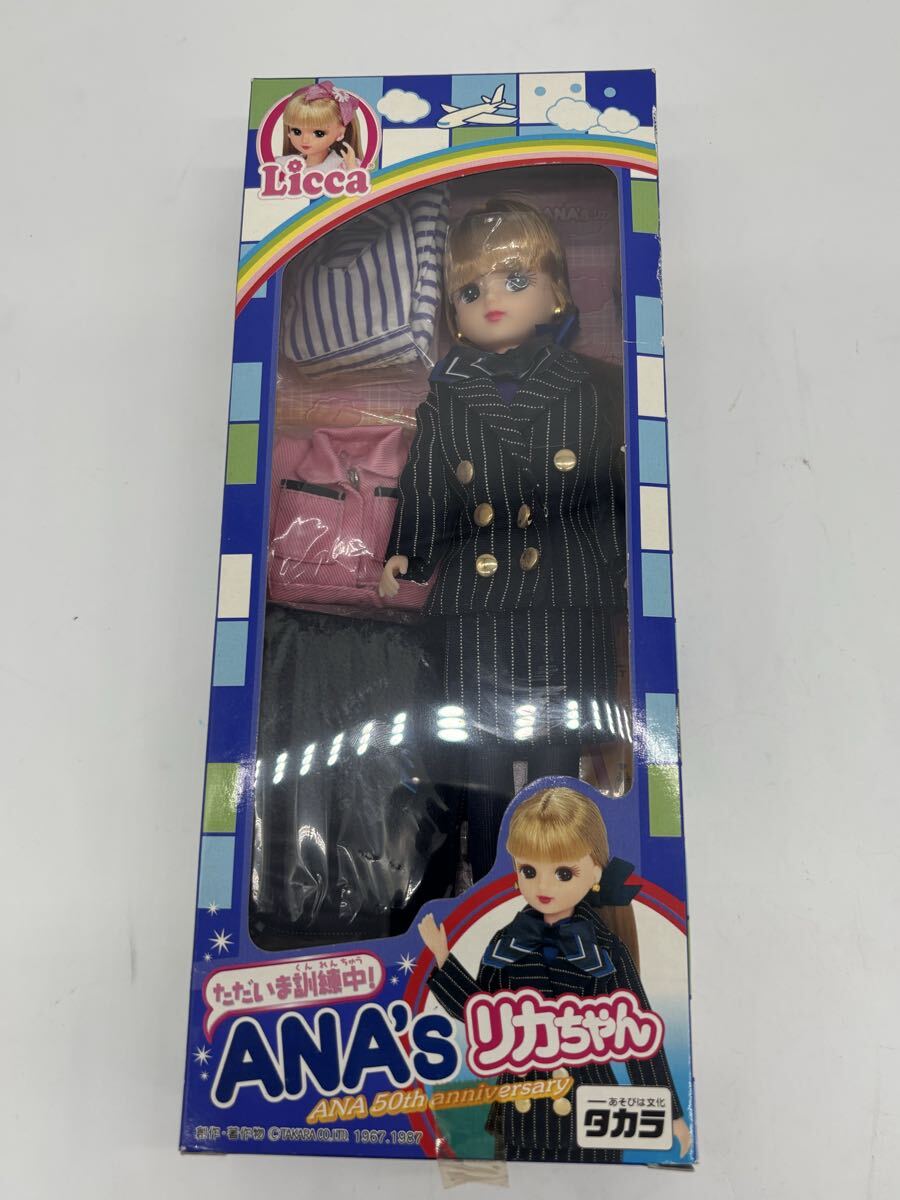 Licca
ANA's
くんれんちゅう
ただいま訓練中!
ANA's リカちゃん
ANA 50th anniversary
あそびは文化
タカラ
創作・著作物 ©TAKARA CO.,LTD. 1967.1987